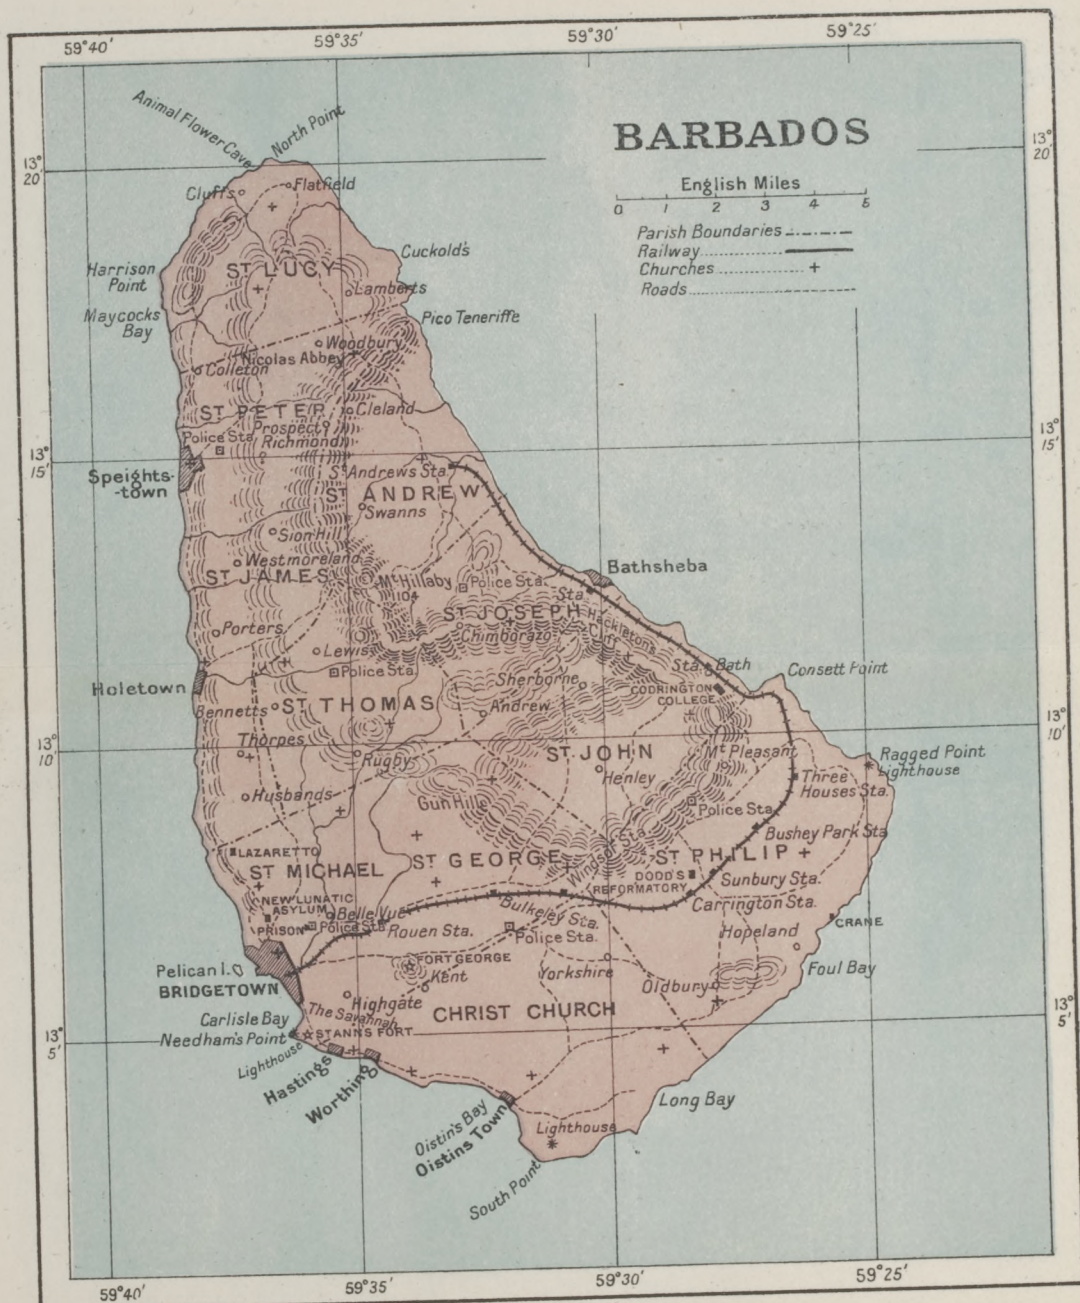 59°40'
59°35'
59°30'
59°25'
Animal Flower Cave
North Point
BARBADOS
13°
20'
13°
20'
English Miles
0 1 2 3 4 5
Cluffs
Flatfield
Parish Boundaries
Railway
Churches
Roads
Cuckold's
Harrison
Point
ST LUCY
Lamberts
Maycocks
Bay
Pico Teneriffe
Woodbury
Nicolas Abbey
Colleton
ST PETER
Cleland
Prospect
Police Sta.
Richmond
13°
15'
13°
15'
Speights-
-town
St Andrews Sta.
ST ANDREW
Swanns
Sion Hill
Westmoreland
Bathsheba
ST JAMES
Mt Hillaby
1104
Police Sta.
Sta.
ST JOSEPH
Hackleton's
Cliff
Chimborazo
Porters
Lewis
Police Sta.
Sta. Bath
Consett Point
Holetown
Sherborne
CODRINGTON
COLLEGE
Bennetts
ST THOMAS
Andrew
13°
10'
13°
10'
Thorpes
Rugby
ST JOHN
Mt Pleasant
Henley
Ragged Point
Lighthouse
Three
Houses Sta.
Husbands
Gun Hill
Police Sta.
Bushey Park Sta.
LAZARETTO
ST MICHAEL
ST GEORGE
Windsor Sta.
ST PHILIP
DODD'S
REFORMATORY
Sunbury Sta.
Carrington Sta.
NEW LUNATIC
ASYLUM
Belle Vue
PRISON
Police Sta.
Rouen Sta.
Bulkeley Sta.
Police Sta.
Hopeland
CRANE
Pelican I.
BRIDGETOWN
FORT GEORGE
Kent
Yorkshire
Oldbury
Foul Bay
Highgate
The Savannah
CHRIST CHURCH
Carlisle Bay
Needham's Point
STANNS FORT
13°
5'
13°
5'
Lighthouse
Hastings
Worthing
Oistin's Bay
Oistins Town
Long Bay
Lighthouse
South Point
59°40'
59°35'
59°30'
59°25'